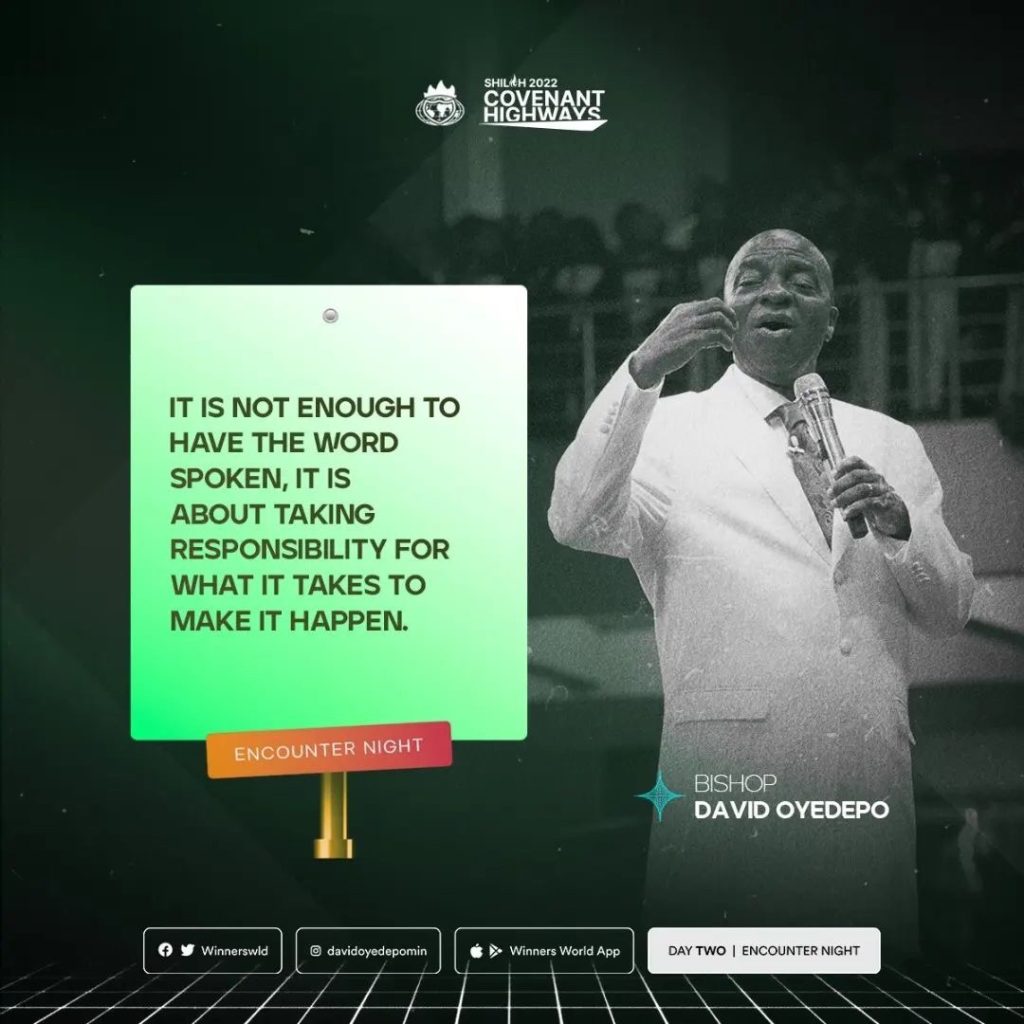 SHILOH 2022
COVENANT
HIGHWAYS
IT IS NOT ENOUGH TO
HAVE THE WORD
SPOKEN, IT IS
ABOUT TAKING
RESPONSIBILITY FOR
WHAT IT TAKES TO
MAKE IT HAPPEN.
ENCOUNTER NIGHT
BISHOP
DAVID OYEDEPO
Winnerswld
davidoyedepomin
Winners World App
DAY TWO | ENCOUNTER NIGHT